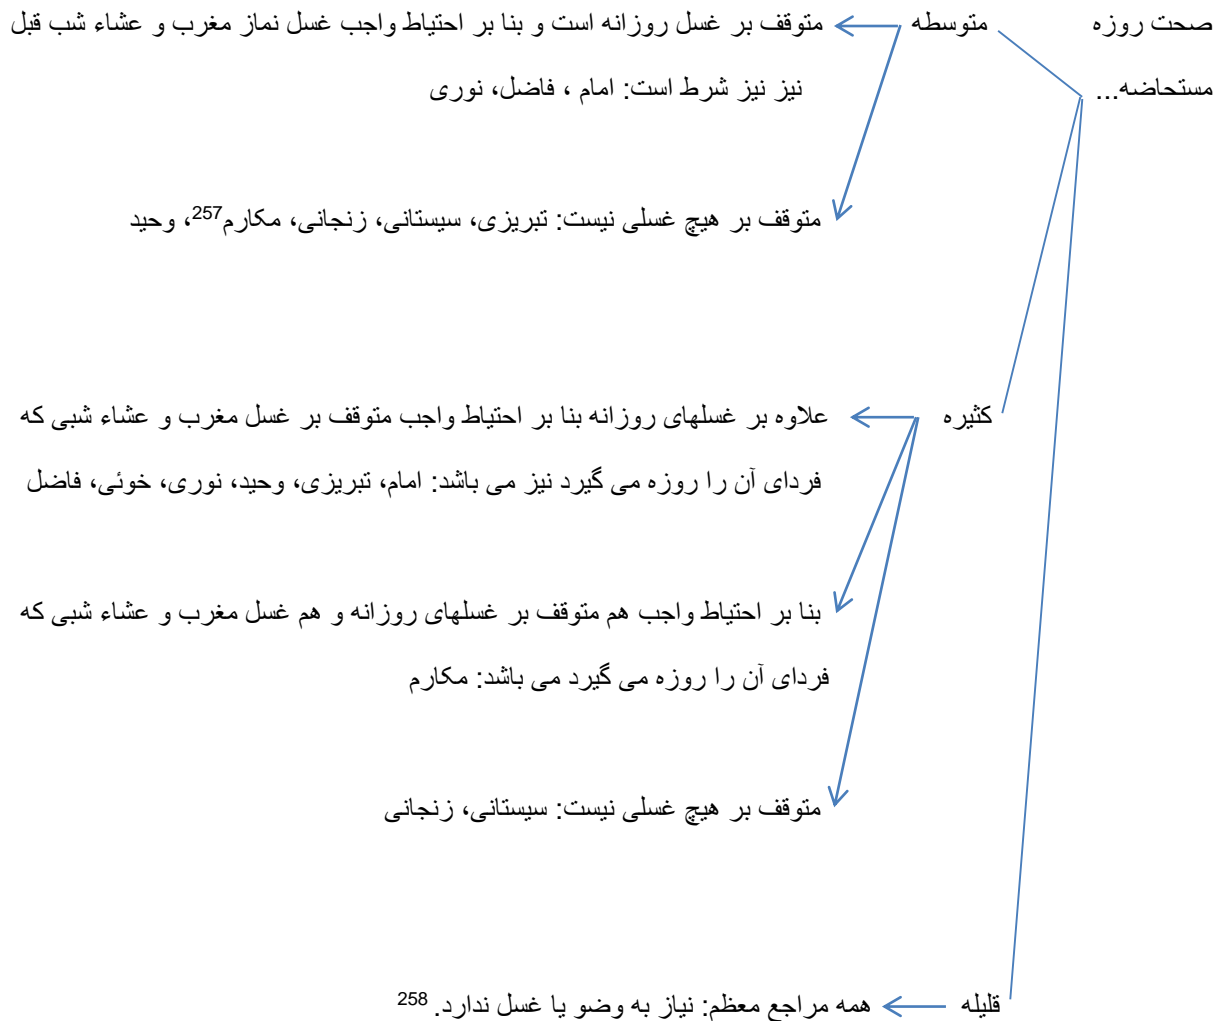 صحت روزه متوسطه متوقف بر غسل روزانه است و بنا بر احتیاط واجب غسل نماز مغرب و عشاء شب قبل
مستحاضه... نیز نیز شرط است: امام ، فاضل، نوری
متوقف بر هیچ غسلی نیست: تبریزی، سیستانی، زنجانی، مکارم257، وحید
کثیره علاوه بر غسلهای روزانه بنا بر احتیاط واجب متوقف بر غسل مغرب و عشاء شبی که
فردای آن را روزه می گیرد نیز می باشد: امام، تبریزی، وحید، نوری، خوئی، فاضل
بنا بر احتیاط واجب هم متوقف بر غسلهای روزانه و هم غسل مغرب و عشاء شبی که
فردای آن را روزه می گیرد می باشد: مکارم
متوقف بر هیچ غسلی نیست: سیستانی، زنجانی
قلیله همه مراجع معظم: نیاز به وضو یا غسل ندارد. 258